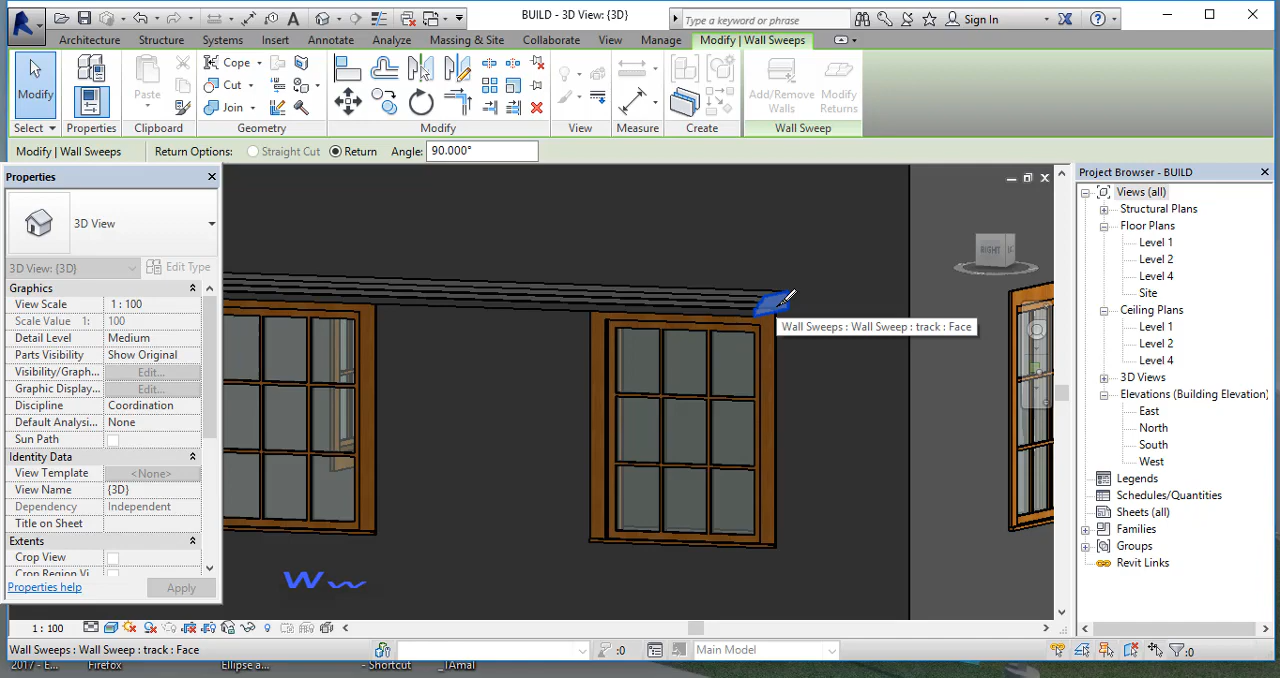 BUILD - 3D View: {3D}
Type a keyword or phrase
Sign In
Architecture Structure Systems Insert Annotate Analyze Massing & Site Collaborate View Manage Modify | Wall Sweeps
Modify
Paste
Cope
Cut
Join
Add/Remove Walls
Modify Returns
Select Properties Clipboard Geometry Modify View Measure Create Wall Sweep
Modify | Wall Sweeps Return Options: Straight Cut Return Angle: 90.000°
Properties
3D View
3D View: {3D} Edit Type
Graphics
View Scale 1 : 100
Scale Value 1: 100
Detail Level Medium
Parts Visibility Show Original
Visibility/Graph... Edit...
Graphic Display... Edit...
Discipline Coordination
Default Analysi... None
Sun Path
Identity Data
View Template <None>
View Name {3D}
Dependency Independent
Title on Sheet
Extents
Crop View
Crop Region Vi
Properties help Apply
RIGHT
Wall Sweeps : Wall Sweep : track : Face
W w
Project Browser - BUILD
Views (all)
Structural Plans
Floor Plans
Level 1
Level 2
Level 4
Site
Ceiling Plans
Level 1
Level 2
Level 4
3D Views
Elevations (Building Elevation)
East
North
South
West
Legends
Schedules/Quantities
Sheets (all)
Families
Groups
Revit Links
1 : 100
Wall Sweeps : Wall Sweep : track : Face :0 Main Model :0
2017 - E... Firefox Ellipse a... - Shortcut _TAmal